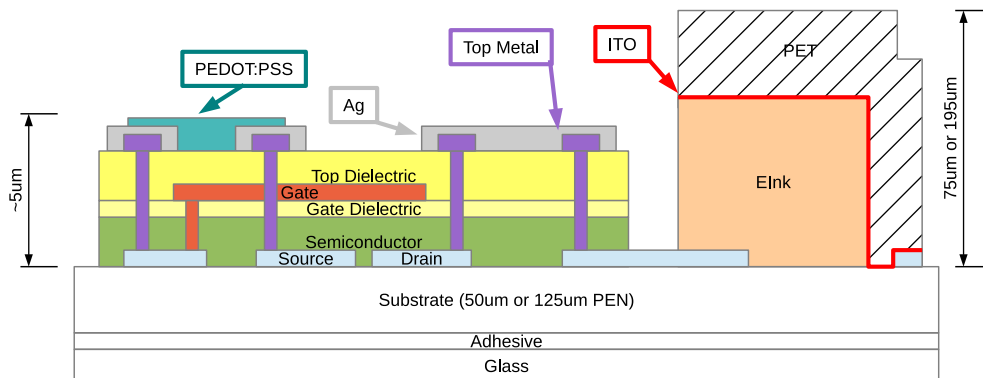 PEDOT:PSS
Top Metal
ITO
PET
Ag
~5um
75um or 195um
Top Dielectric
Gate
Gate Dielectric
EInk
Semiconductor
Source
Drain
Substrate (50um or 125um PEN)
Adhesive
Glass